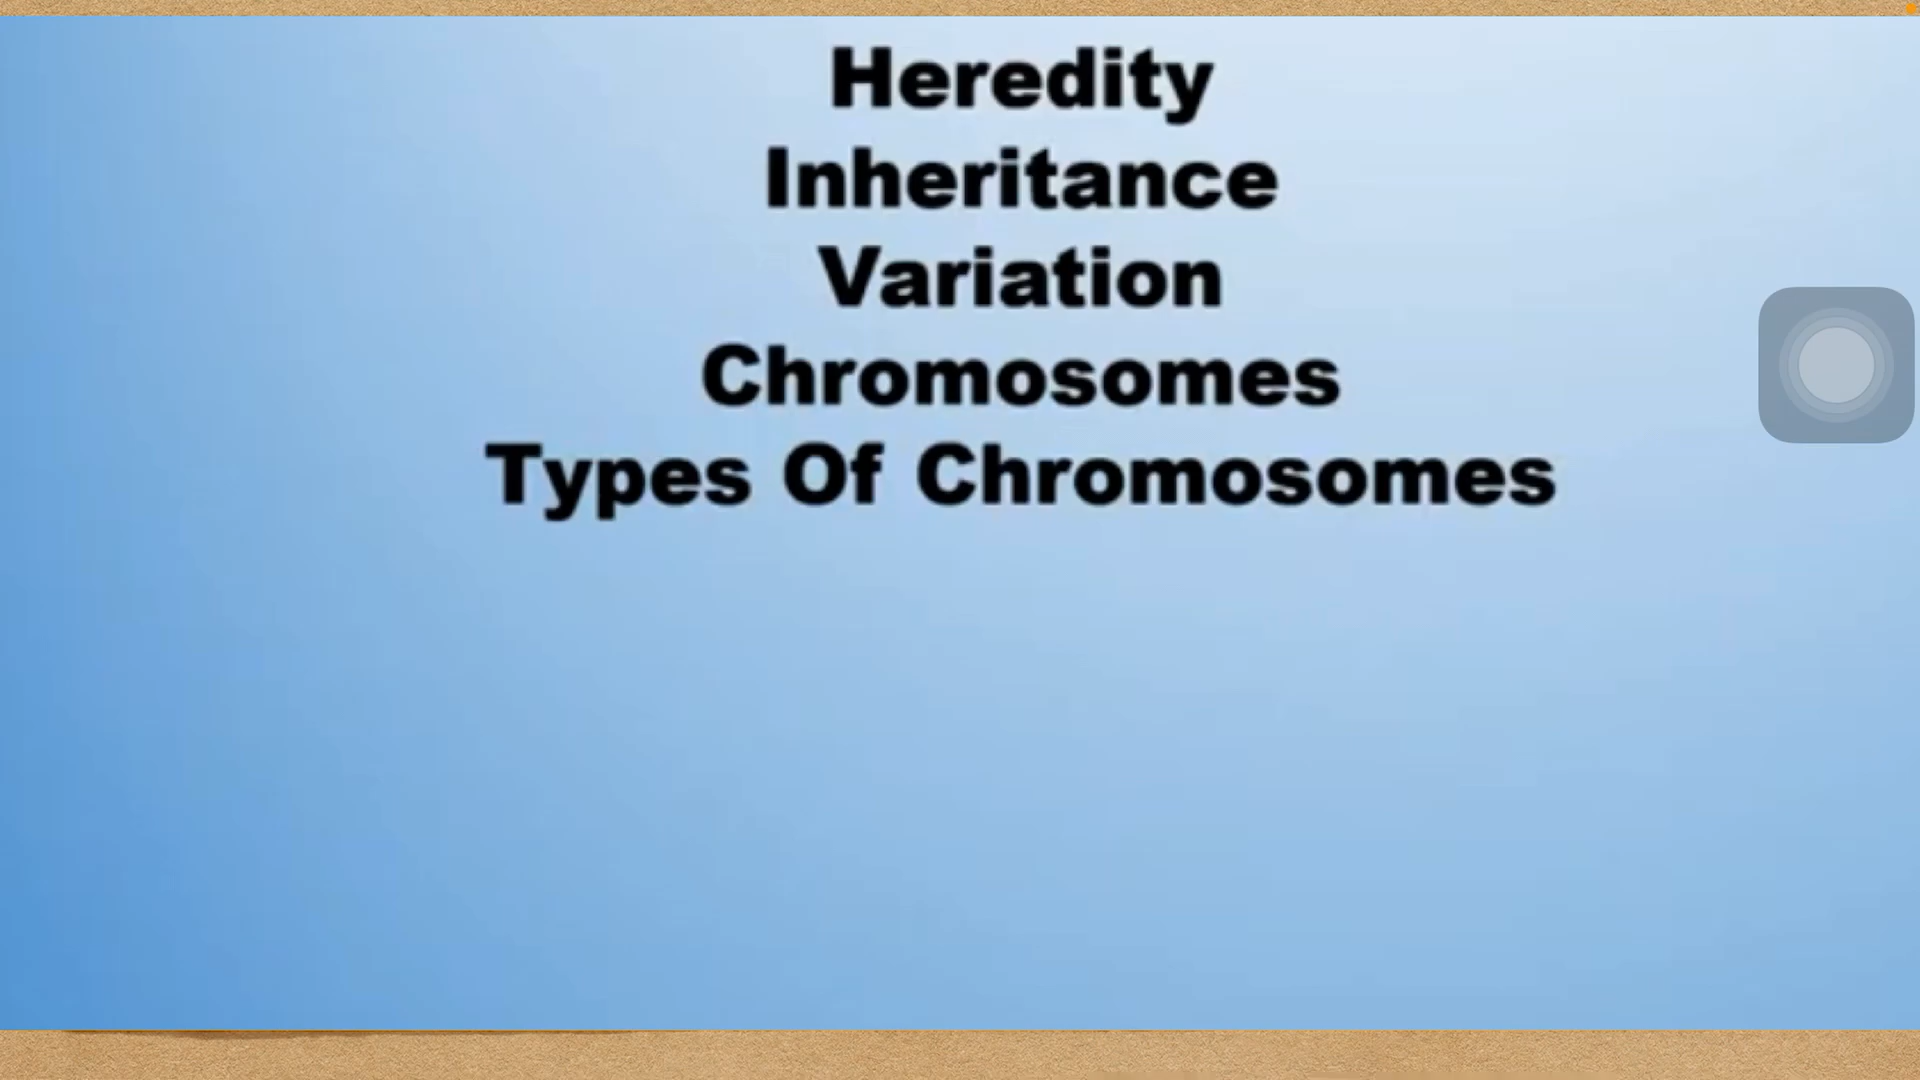 Heredity
Inheritance
Variation
Chromosomes
Types Of Chromosomes